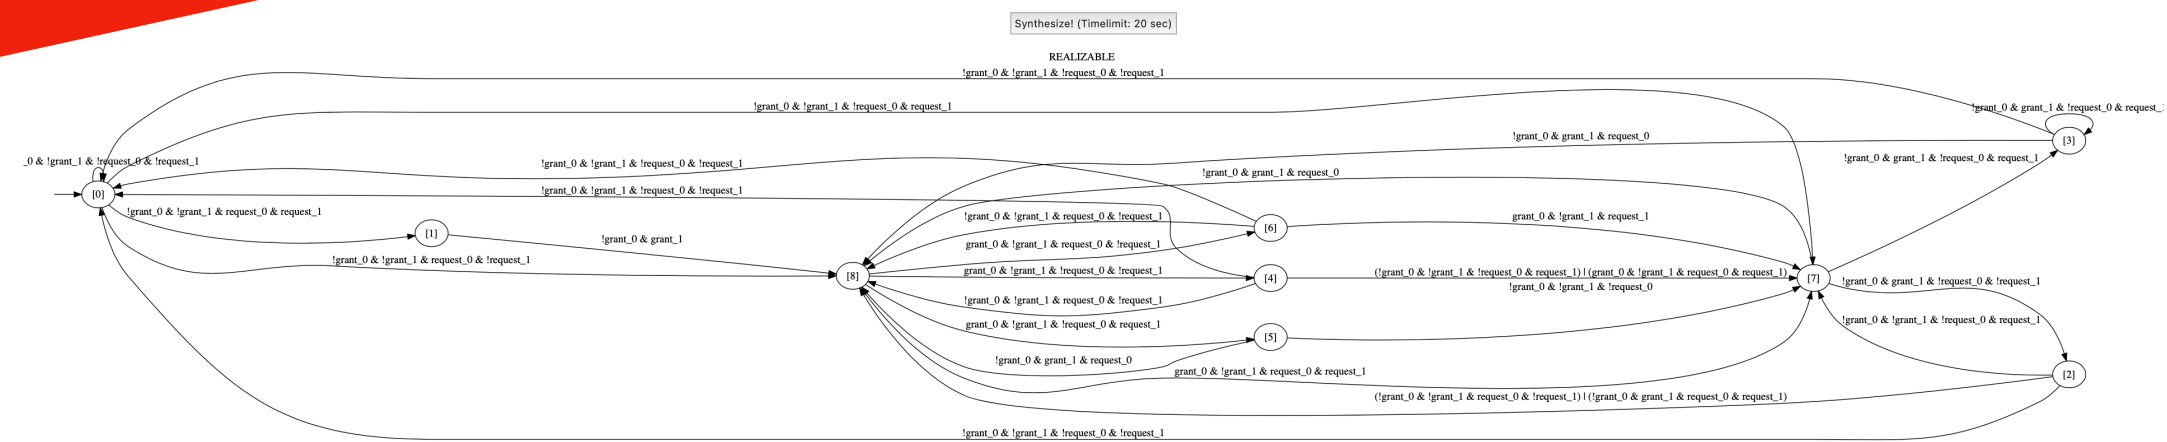 Synthesize! (Timelimit: 20 sec)
REALIZABLE
!grant_0 & !grant_1 & !request_0 & !request_1
!grant_0 & !grant_1 & !request_0 & request_1
!grant_0 & grant_1 & !request_0 & request_1
[3]
!grant_0 & grant_1 & request_0
!grant_0 & grant_1 & !request_0 & request_1
_0 & !grant_1 & !request_0 & !request_1
!grant_0 & !grant_1 & !request_0 & !request_1
!grant_0 & grant_1 & request_0
[0]
!grant_0 & !grant_1 & !request_0 & !request_1
!grant_0 & !grant_1 & request_0 & request_1
!grant_0 & !grant_1 & request_0 & !request_1
grant_0 & !grant_1 & request_1
[6]
[1]
!grant_0 & grant_1
grant_0 & !grant_1 & request_0 & !request_1
!grant_0 & !grant_1 & request_0 & !request_1
[8]
grant_0 & !grant_1 & !request_0 & !request_1
[4]
(!grant_0 & !grant_1 & !request_0 & request_1) | (grant_0 & !grant_1 & request_0 & request_1)
[7]
!grant_0 & grant_1 & !request_0 & !request_1
!grant_0 & !grant_1 & !request_0
!grant_0 & !grant_1 & request_0 & !request_1
grant_0 & !grant_1 & !request_0 & request_1
!grant_0 & !grant_1 & !request_0 & request_1
[5]
!grant_0 & grant_1 & request_0
grant_0 & !grant_1 & request_0 & request_1
[2]
(!grant_0 & !grant_1 & request_0 & !request_1) | (!grant_0 & grant_1 & request_0 & request_1)
!grant_0 & !grant_1 & !request_0 & !request_1